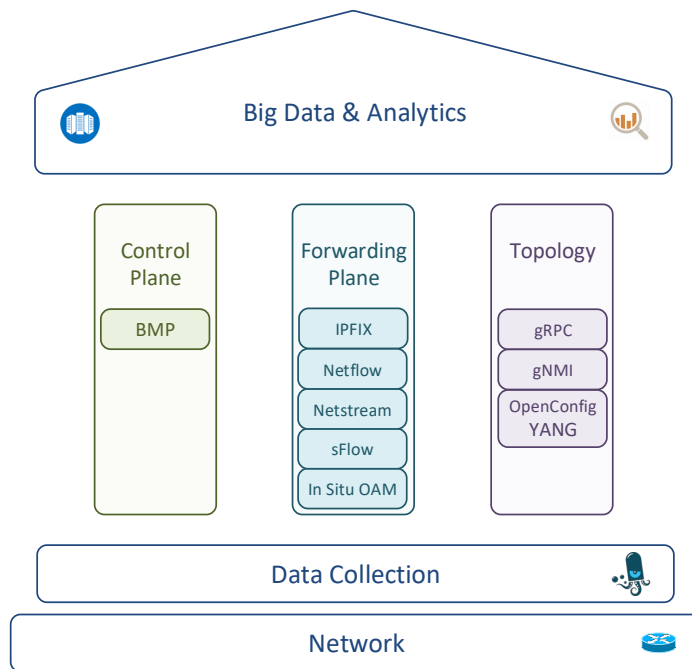 Big Data & Analytics
Control
Plane
BMP
Forwarding
Plane
IPFIX
Netflow
Netstream
sFlow
In Situ OAM
Topology
gRPC
gNMI
OpenConfig
YANG
Data Collection
Network